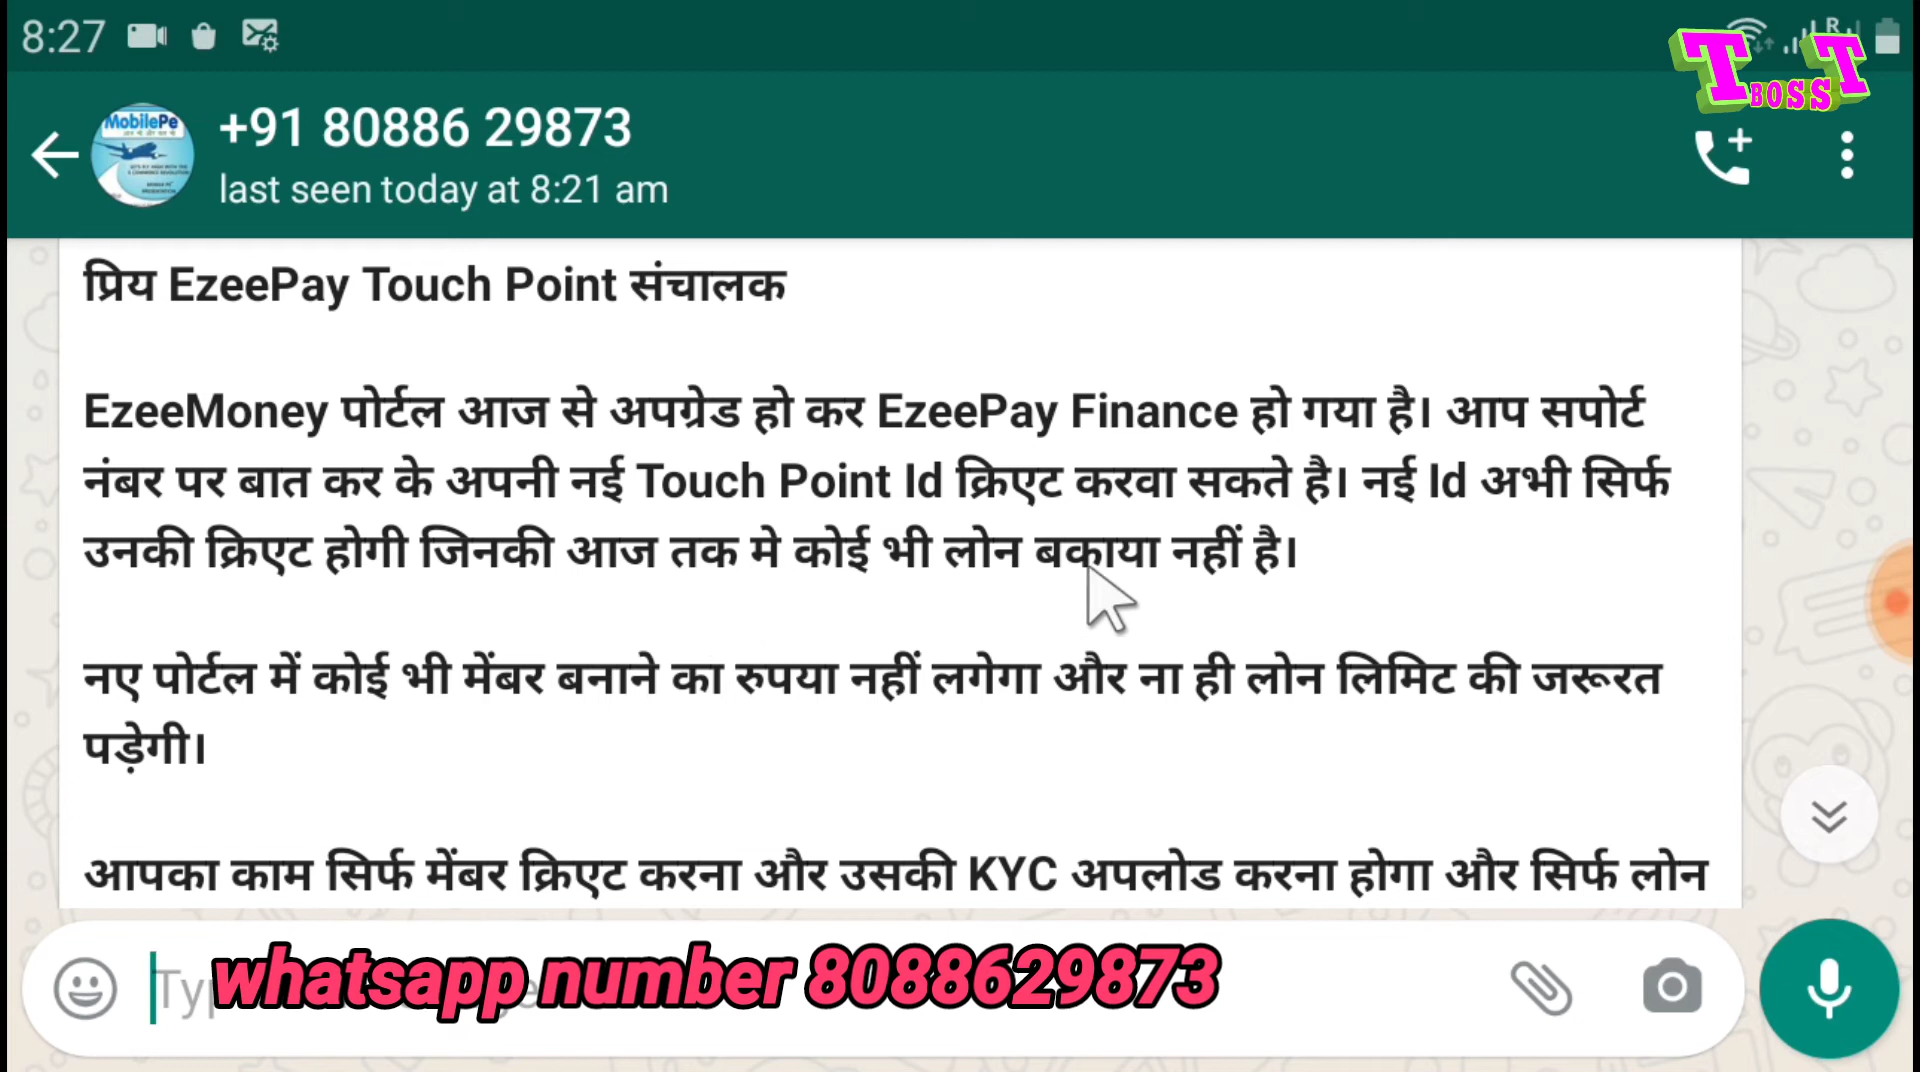 8:27
R
T BOSS T
MobilePe
+91 80886 29873
last seen today at 8:21 am
प्रिय EzeePay Touch Point संचालक
EzeeMoney पोर्टल आज से अपग्रेड हो कर EzeePay Finance हो गया है। आप सपोर्ट
नंबर पर बात कर के अपनी नई Touch Point Id क्रिएट करवा सकते है। नई Id अभी सिर्फ
उनकी क्रिएट होगी जिनकी आज तक मे कोई भी लोन बकाया नहीं है।
नए पोर्टल में कोई भी मेंबर बनाने का रुपया नहीं लगेगा और ना ही लोन लिमिट की जरूरत
पड़ेगी।
आपका काम सिर्फ मेंबर क्रिएट करना और उसकी KYC अपलोड करना होगा और सिर्फ लोन
whatsapp number 8088629873